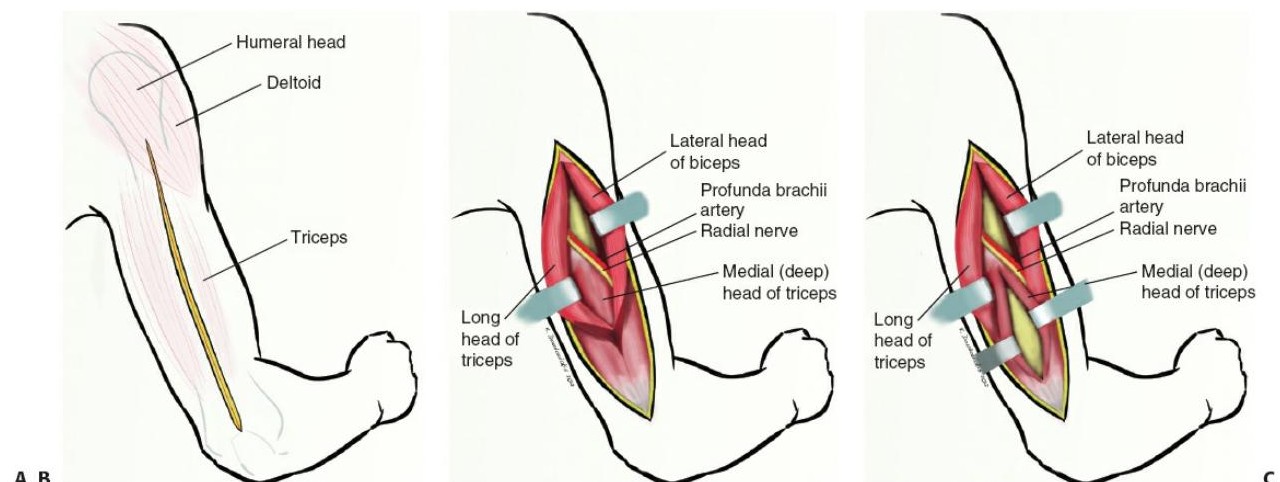 Humeral head
Deltoid
Triceps
Lateral head
of biceps
Profunda brachii
artery
Radial nerve
Medial (deep)
head of triceps
Long
head of
triceps
Lateral head
of biceps
Profunda brachii
artery
Radial nerve
Medial (deep)
head of triceps
Long
head of
triceps
A, B
C